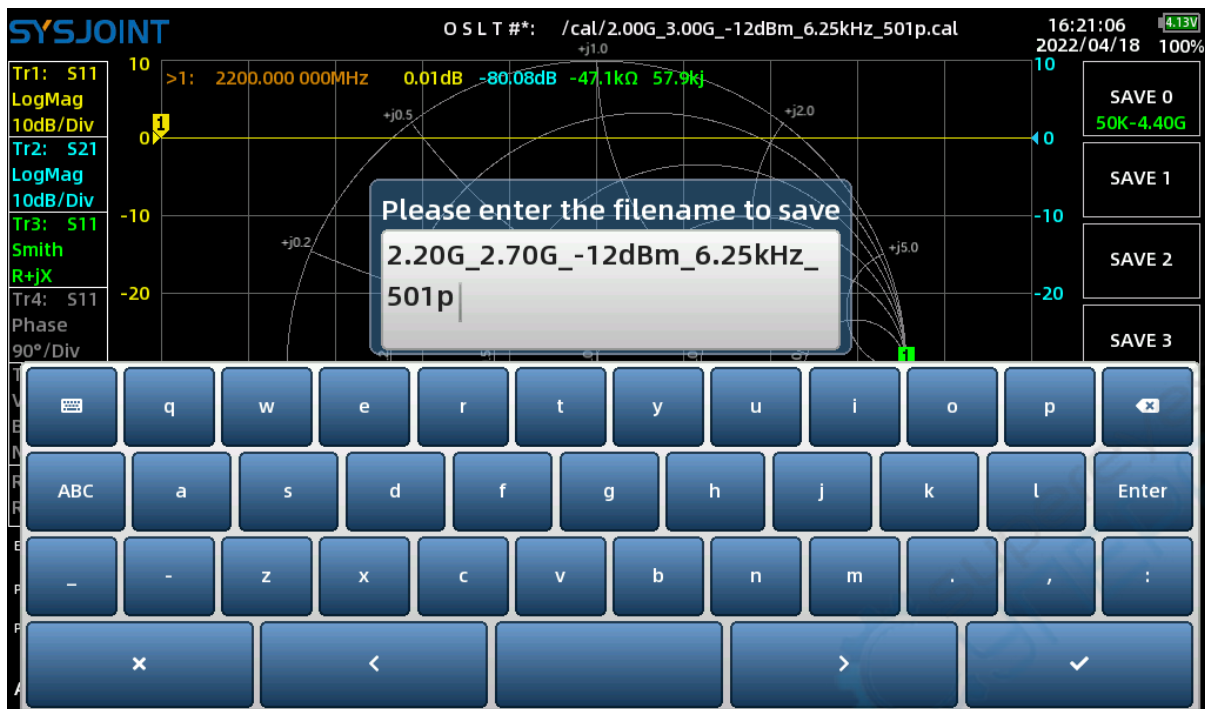 SYSJOINT
O S L T #*: /cal/2.00G_3.00G_-12dBm_6.25kHz_501p.cal
16:21:06
4.13V
2022/04/18 100%
Tr1: S11
LogMag
10dB/Div
Tr2: S21
LogMag
10dB/Div
Tr3: S11
Smith
R+jX
Tr4: S11
Phase
90°/Div
10
0
-10
-20
>1: 2200.000 000MHz 0.01dB -80.08dB -47.1kΩ 57.9kj
1
+j1.0
+j0.5
+j2.0
+j0.2
+j5.0
1
10
0
-10
-20
SAVE 0
50K-4.40G
SAVE 1
SAVE 2
SAVE 3
Please enter the filename to save
2.20G_2.70G_-12dBm_6.25kHz_
501p
q w e r t y u i o p
ABC a s d f g h j k l Enter
_ - z x c v b n m . , :